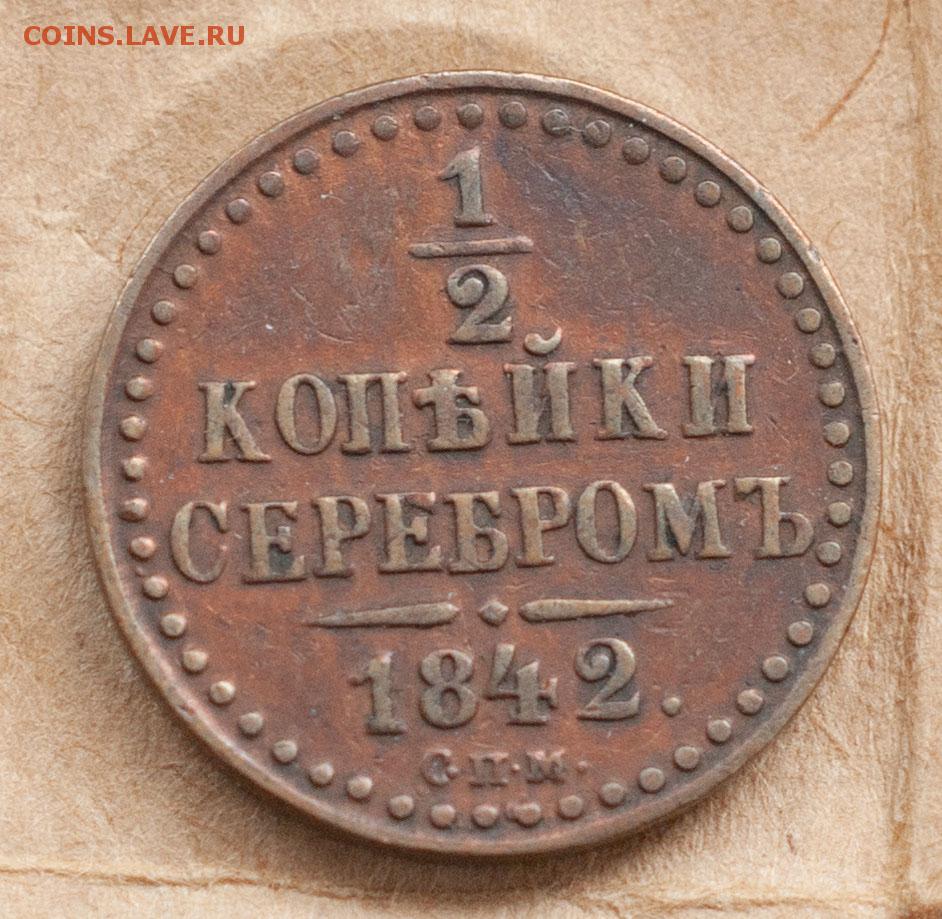 COINS.LAVE.RU
1
2
КОПѢЙКИ
СЕРЕБРОМЪ
1842.
С·П·М·